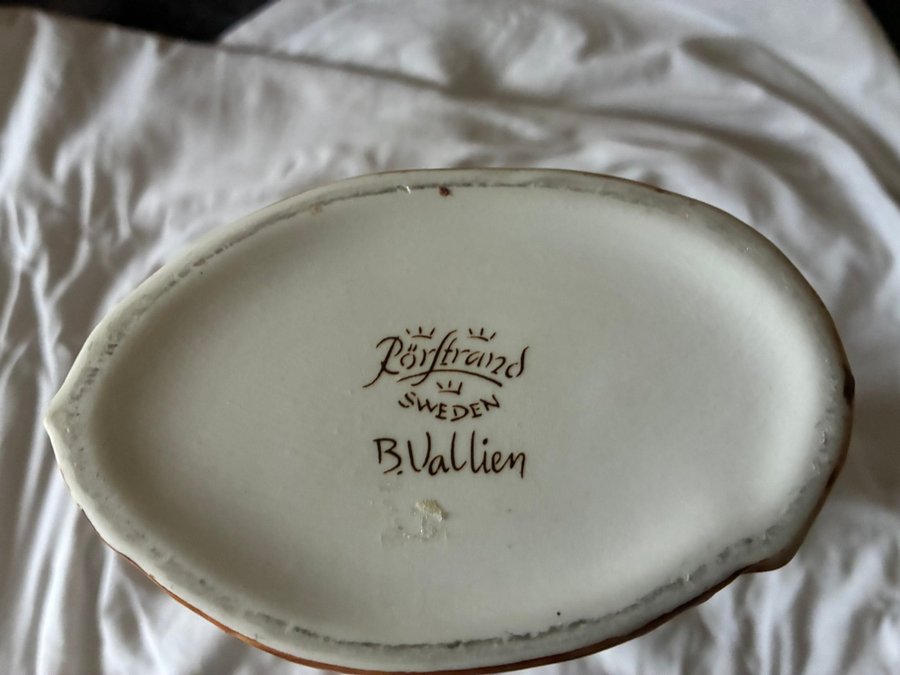 Rörstrand
SWEDEN
B. Vallien